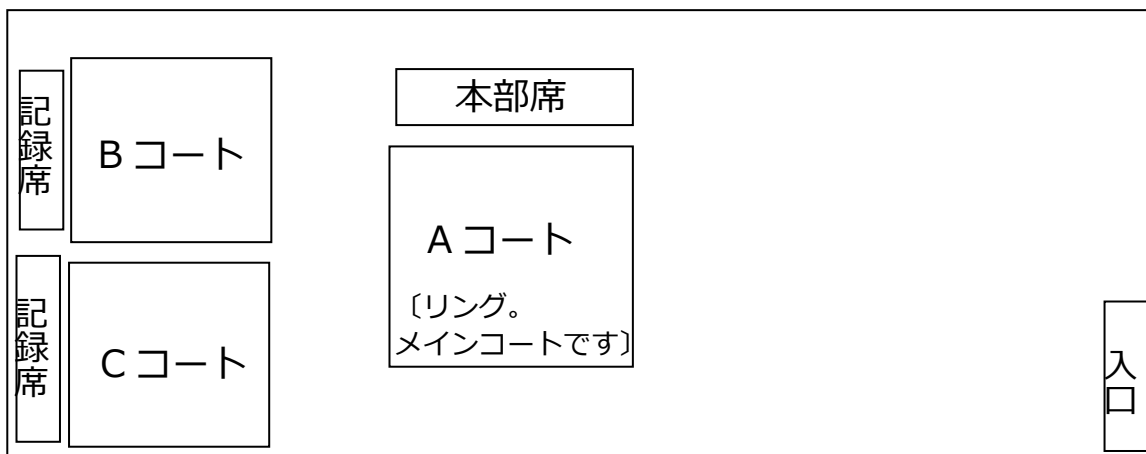 記録席
Bコート
本部席
Aコート
〔リング。
メインコートです〕
記録席
Cコート
入口